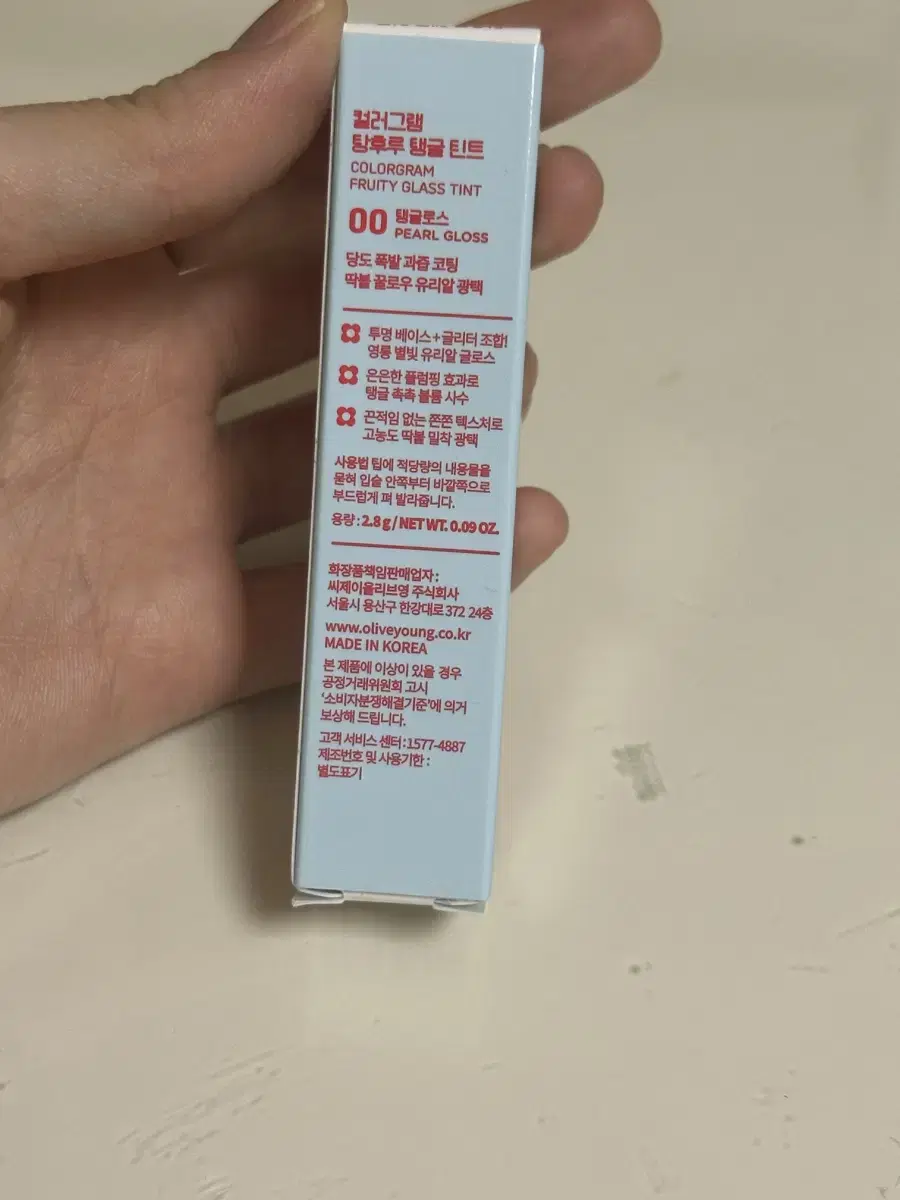 컬러그램
탕후루 탱글 틴트
COLORGRAM
FRUITY GLASS TINT
00 탱글로스
PEARL GLOSS
당도 폭발 과즙 코팅
딱붙 꿀로우 유리알 광택
투명 베이스+글리터 조합!
영롱 별빛 유리알 글로스
은은한 플럼핑 효과로
탱글 촉촉 볼륨 사수
끈적임 없는 쫀쫀 텍스처로
고농도 딱붙 밀착 광택
사용법 팁에 적당량의 내용물을
묻혀 입술 안쪽부터 바깥쪽으로
부드럽게 펴 발라줍니다.
용량 : 2.8 g / NET WT. 0.09 OZ.
화장품책임판매업자 :
씨제이올리브영 주식회사
서울시 용산구 한강대로 372 24층
www.oliveyoung.co.kr
MADE IN KOREA
본 제품에 이상이 있을 경우
공정거래위원회 고시
'소비자분쟁해결기준'에 의거
보상해 드립니다.
고객 서비스 센터 : 1577-4887
제조번호 및 사용기한 :
별도표기